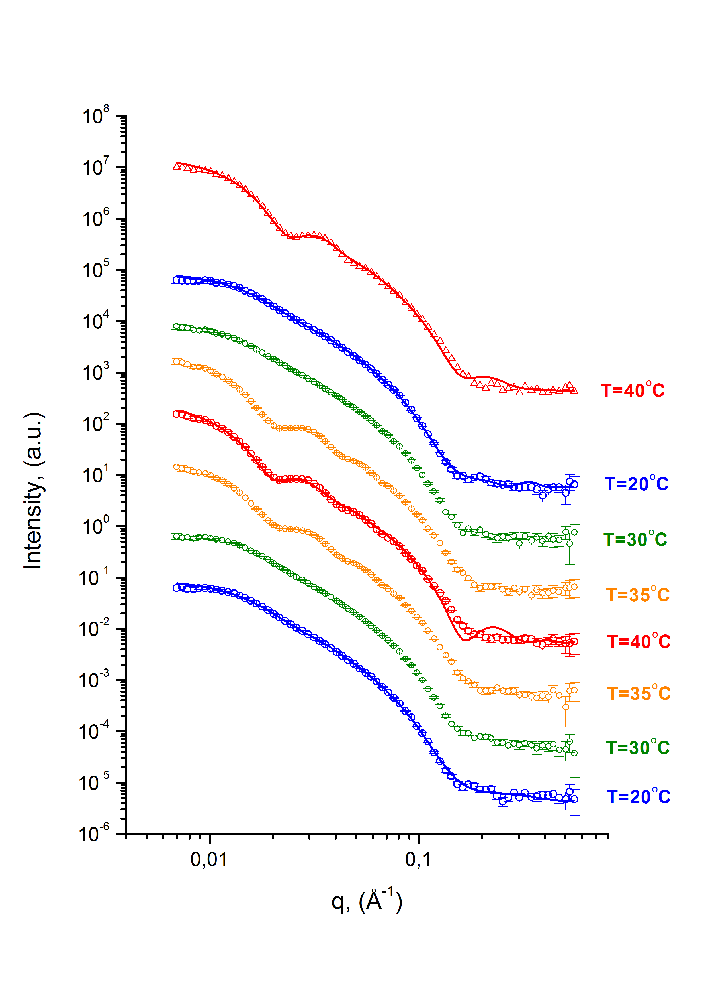 10^8
10^7
10^6
10^5
10^4
10^3
10^2
10^1
10^0
10^-1
10^-2
10^-3
10^-4
10^-5
10^-6
Intensity, (a.u.)
T=40°C
T=20°C
T=30°C
T=35°C
T=40°C
T=35°C
T=30°C
T=20°C
0,01 0,1
q, (Å^-1)